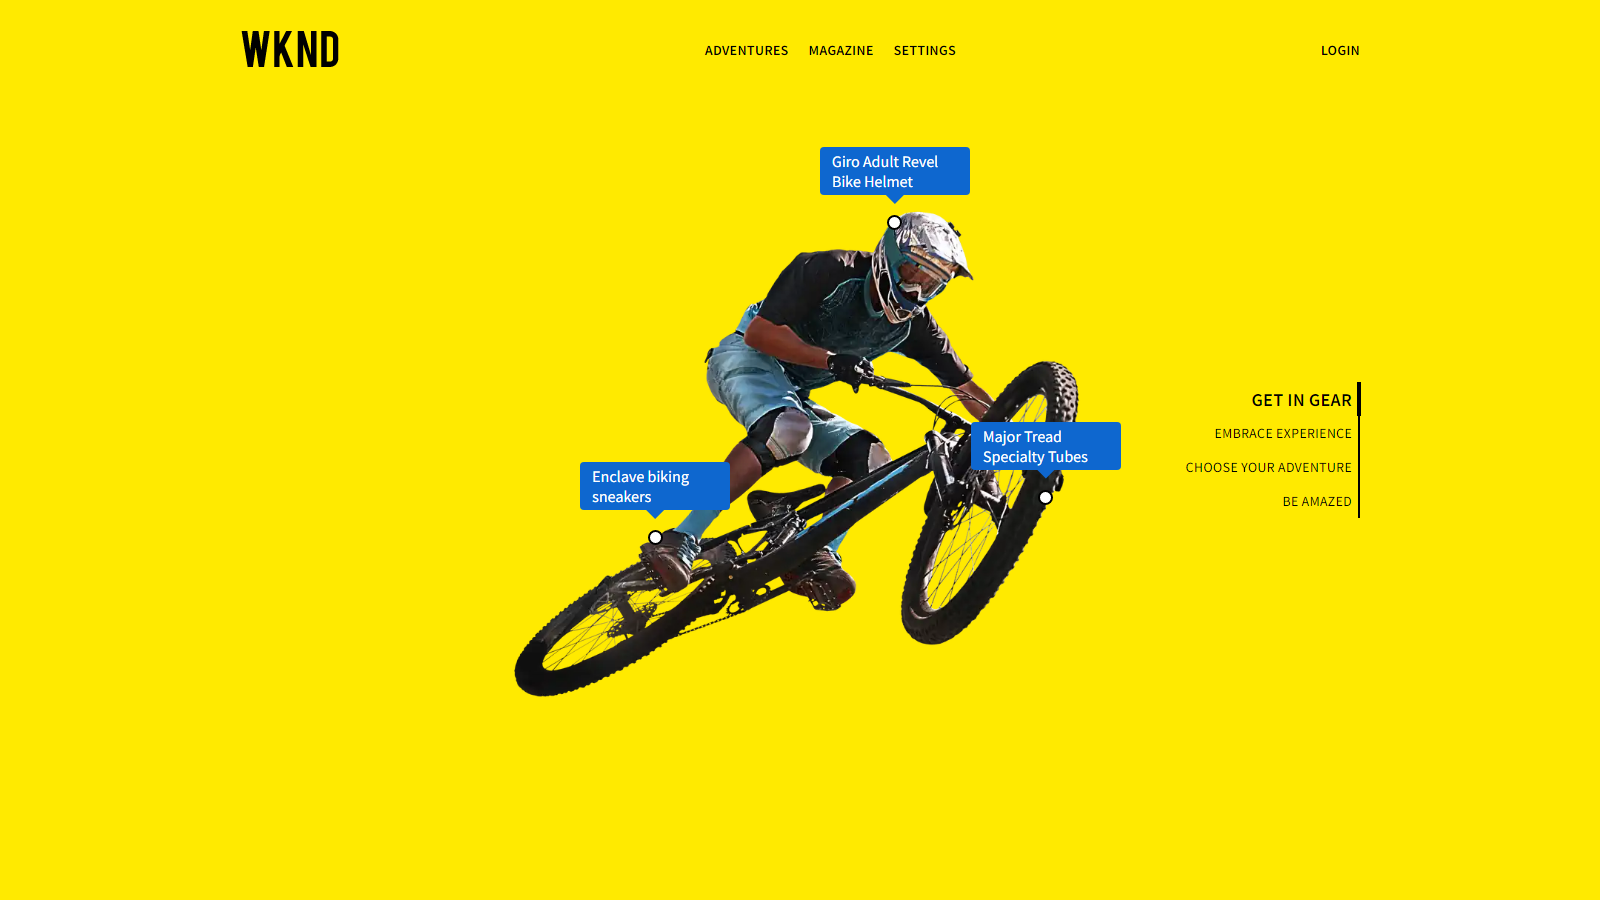 WKND
ADVENTURES MAGAZINE SETTINGS
LOGIN
Giro Adult Revel
Bike Helmet
Major Tread
Specialty Tubes
Enclave biking
sneakers
GET IN GEAR
EMBRACE EXPERIENCE
CHOOSE YOUR ADVENTURE
BE AMAZED